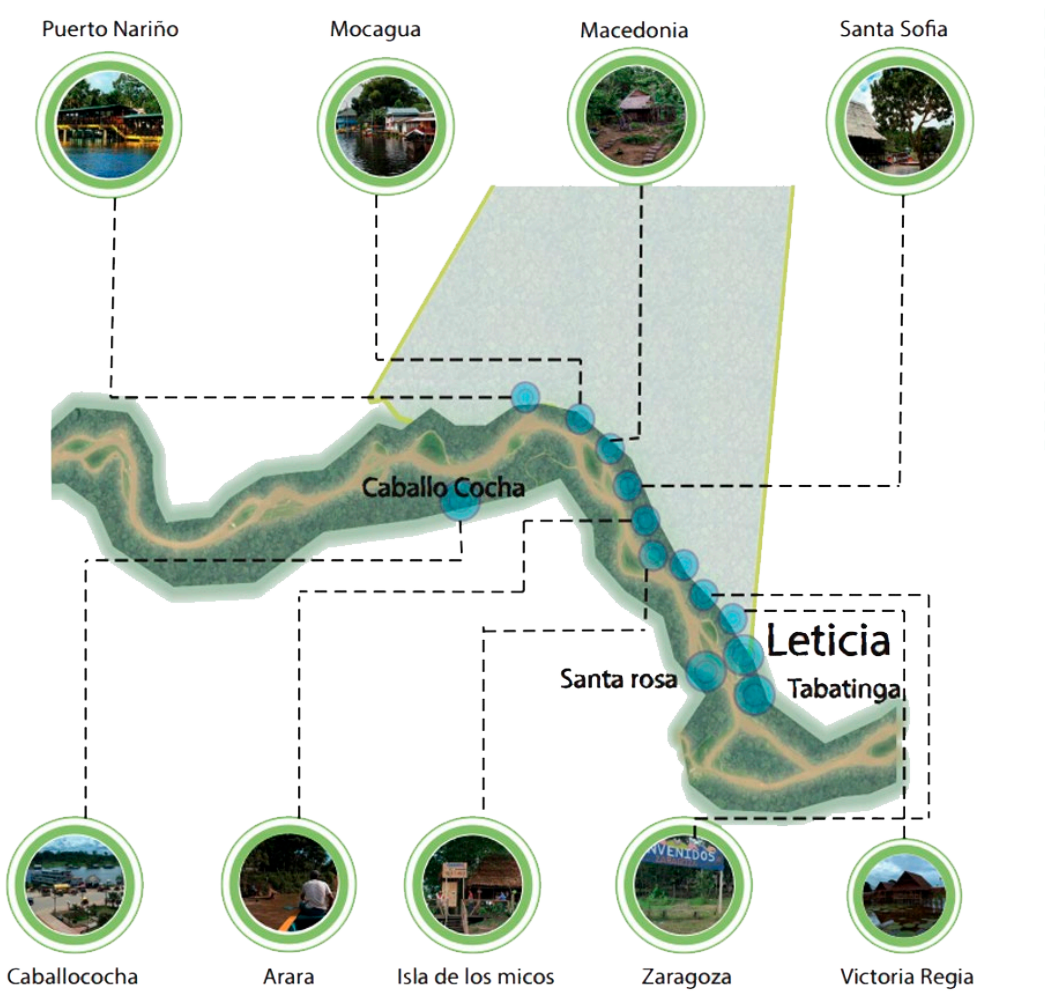 Puerto Nariño
Mocagua
Macedonia
Santa Sofia
Caballo Cocha
Leticia
Santa rosa
Tabatinga
NVENIDOS
Caballococha
Arara
Isla de los micos
Zaragoza
Victoria Regia